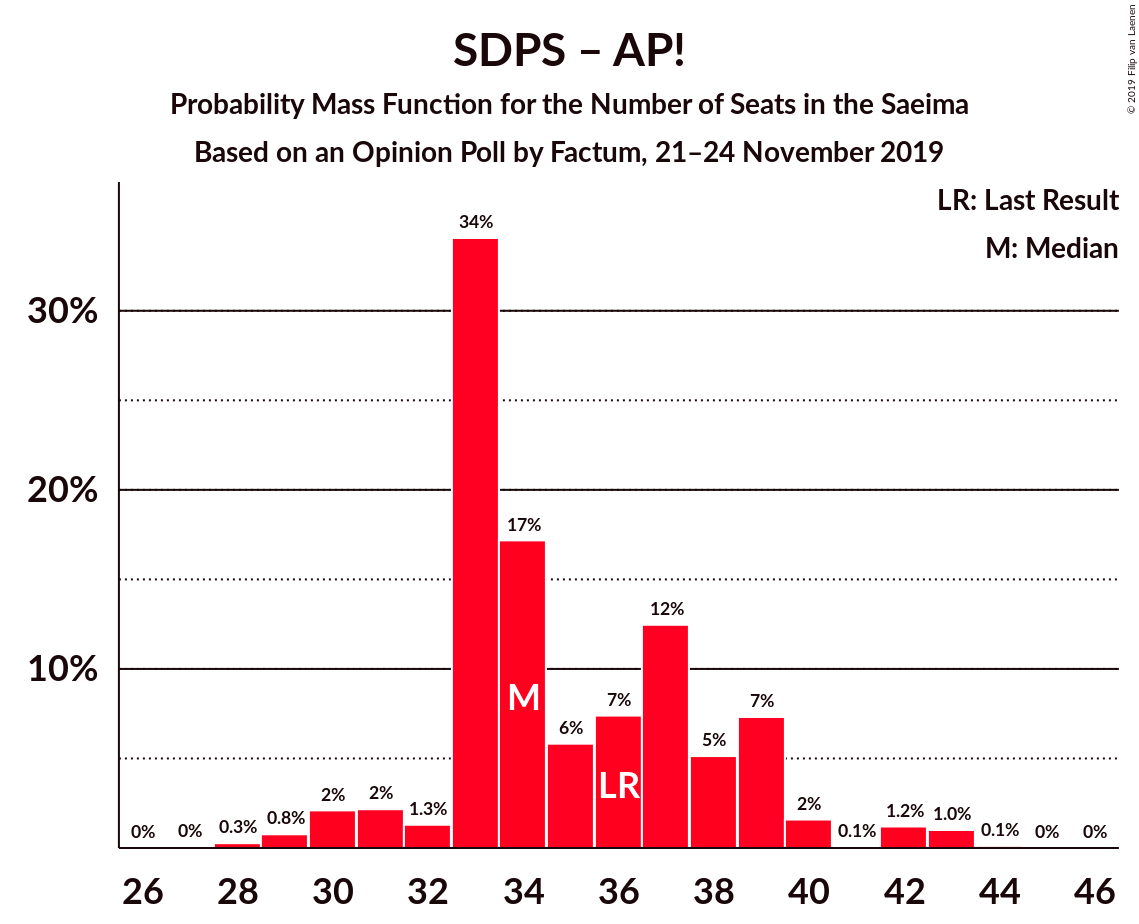 SDPS – AP!
Probability Mass Function for the Number of Seats in the Saeima
Based on an Opinion Poll by Factum, 21–24 November 2019
© 2019 Filip van Laenen
LR: Last Result
M: Median
30%
20%
10%
0%
0%
0.3%
0.8%
2%
2%
1.3%
34%
17%
6%
7%
12%
5%
7%
2%
0.1%
1.2%
1.0%
0.1%
0%
0%
M
LR
26 28 30 32 34 36 38 40 42 44 46